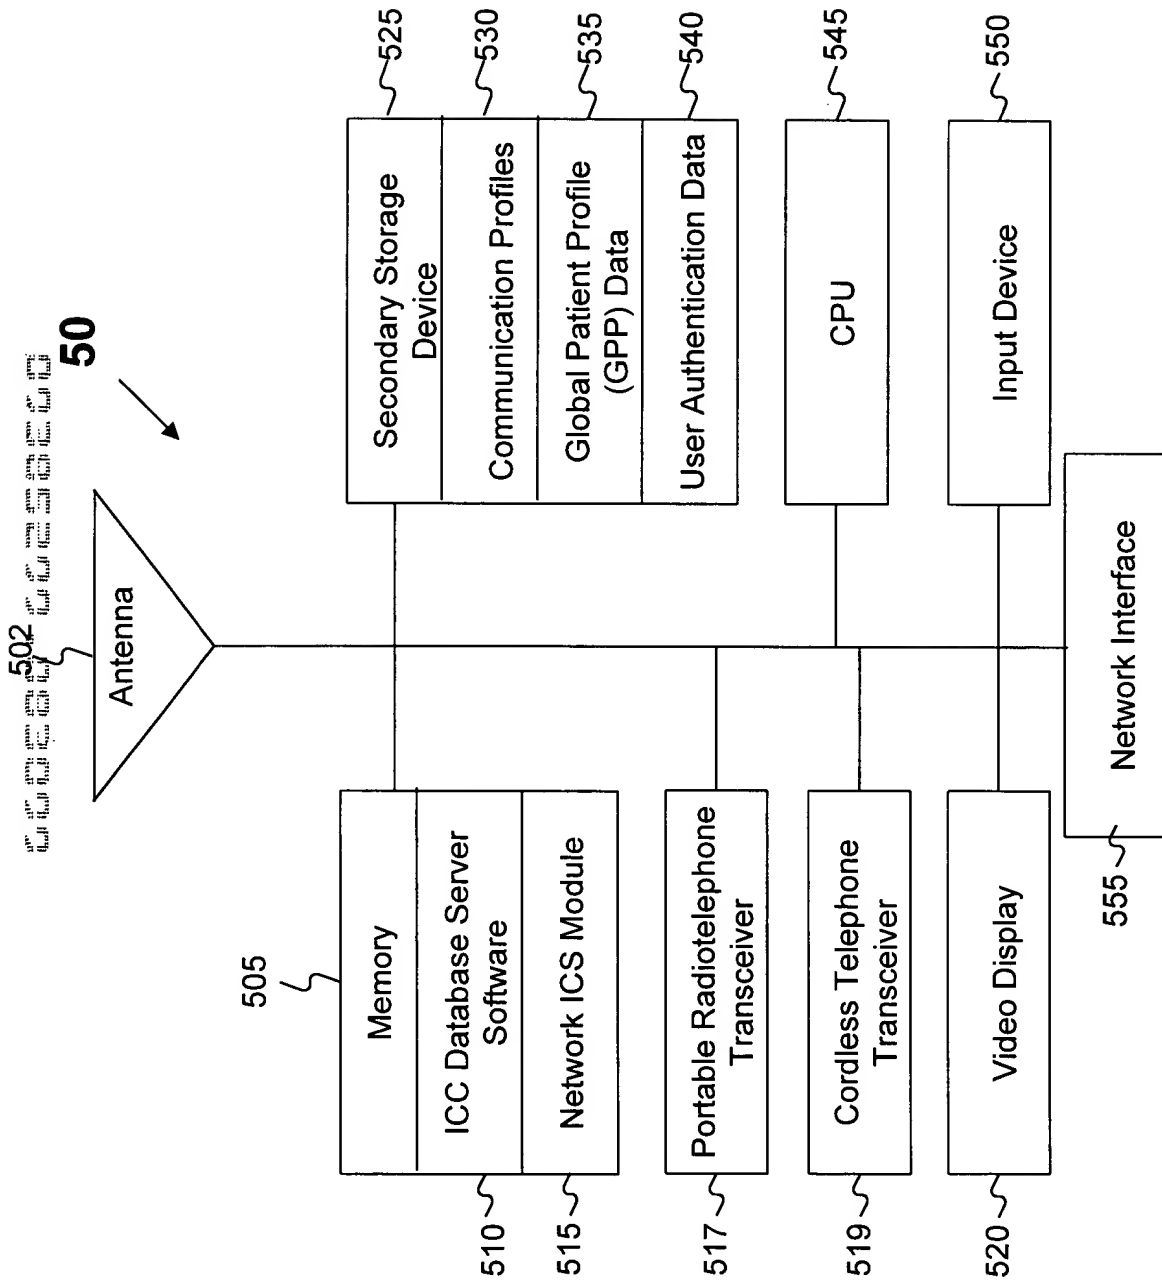 50
502
Antenna
505
Memory
ICC Database Server
Software
510
Network ICS Module
515
Portable Radiotelephone
Transceiver
517
Cordless Telephone
Transceiver
519
Video Display
520
Secondary Storage
Device
525
Communication Profiles
530
Global Patient Profile
(GPP) Data
535
User Authentication Data
540
CPU
545
Input Device
550
Network Interface
555